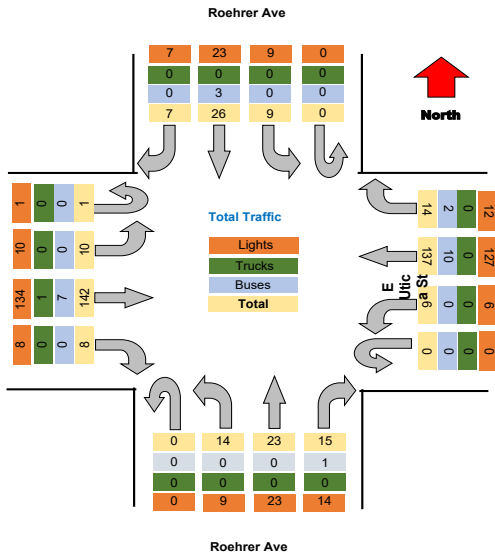 Roehrer Ave
7 23 9 0
0 0 0 0
0 3 0 0
7 26 9 0
North
1 0 0 1
10 0 0 10
134 1 7 142
8 0 0 8
Total Traffic
Lights
Trucks
Buses
Total
14 2 0 12
137 10 0 127
6 0 0 6
0 0 0 0
E
Utic
a St
0 14 23 15
0 0 0 1
0 0 0 0
0 9 23 14
Roehrer Ave